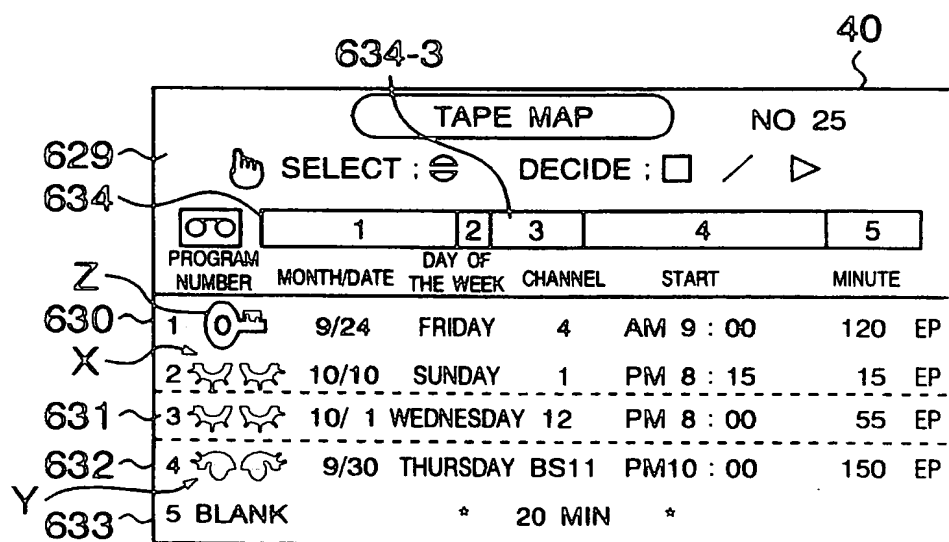 40
634-3
TAPE MAP NO 25
629 SELECT : DECIDE : /
634 1 2 3 4 5
PROGRAM NUMBER MONTH/DATE DAY OF THE WEEK CHANNEL START MINUTE
Z
630 1 9/24 FRIDAY 4 AM 9 : 00 120 EP
X
2 10/10 SUNDAY 1 PM 8 : 15 15 EP
631 3 10/ 1 WEDNESDAY 12 PM 8 : 00 55 EP
632 4 9/30 THURSDAY BS11 PM10 : 00 150 EP
Y
633 5 BLANK * 20 MIN *